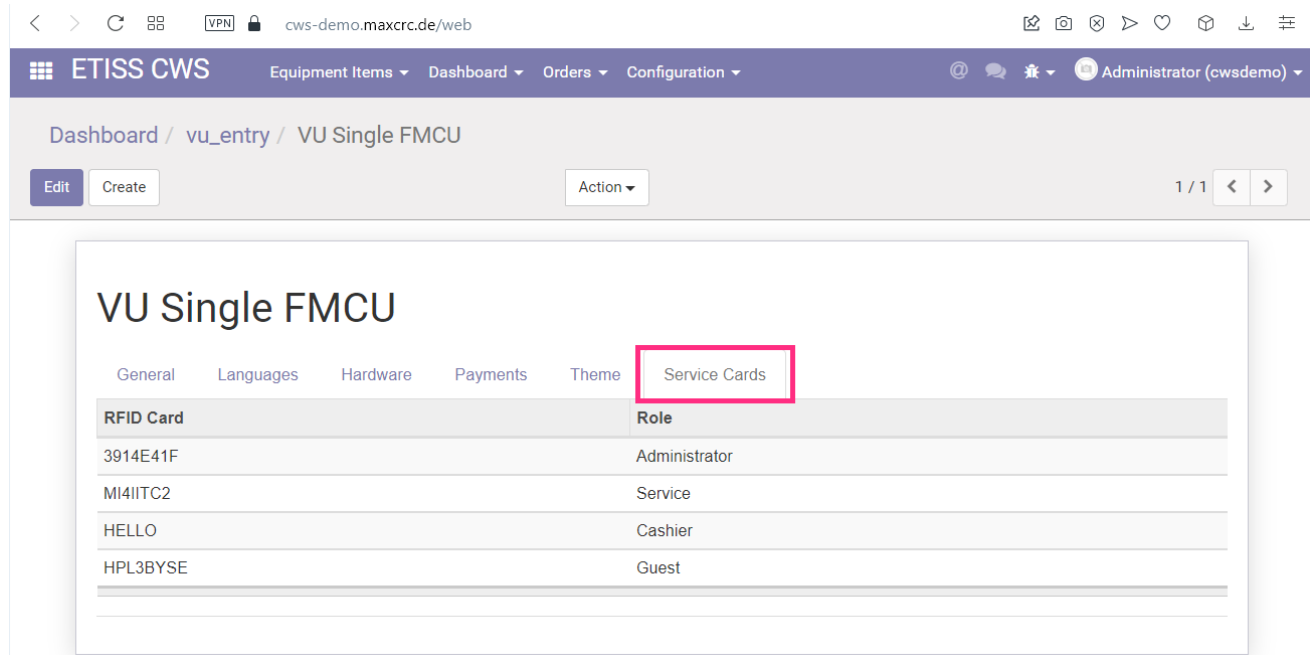 VPN cws-demo.maxcrc.de/web
ETISS CWS Equipment Items Dashboard Orders Configuration @ Administrator (cwsdemo)
Dashboard / vu_entry / VU Single FMCU
Edit Create Action 1 / 1
VU Single FMCU
General Languages Hardware Payments Theme Service Cards
RFID Card Role
3914E41F Administrator
MI4IITC2 Service
HELLO Cashier
HPL3BYSE Guest